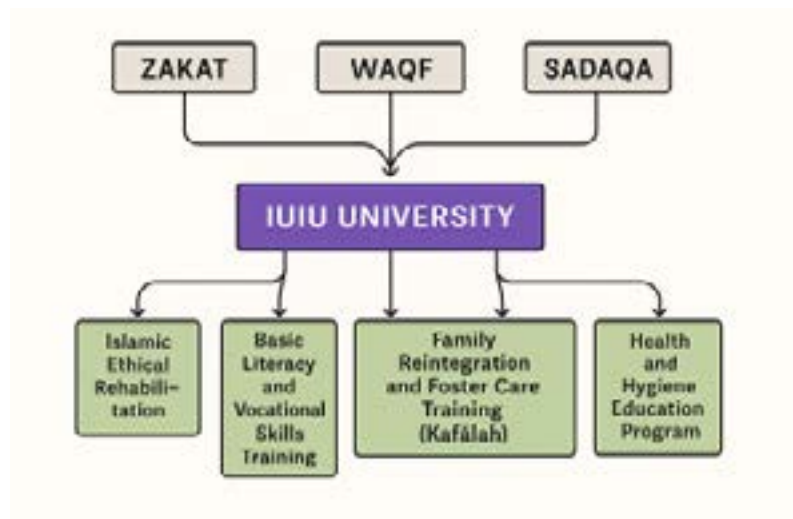 ZAKAT
WAQF
SADAQA
IUIU UNIVERSITY
Islamic
Ethical
Rehabili-
tation
Basic
Literacy
and
Vocational
Skills
Training
Family
Reintegration
and Foster Care
Training
(Kafâlah)
Health
and
Hygiene
Education
Program